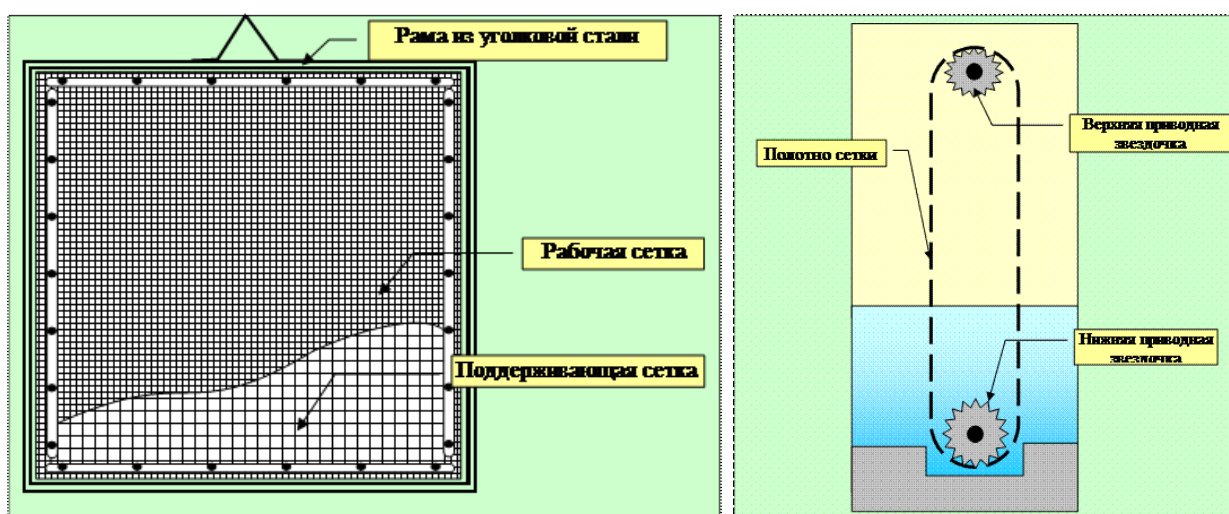 Рама из уголковой стали
Рабочая сетка
Поддерживающая сетка
Верхняя приводная
звездочка
Полотно сетки
Нижняя приводная
звездочка